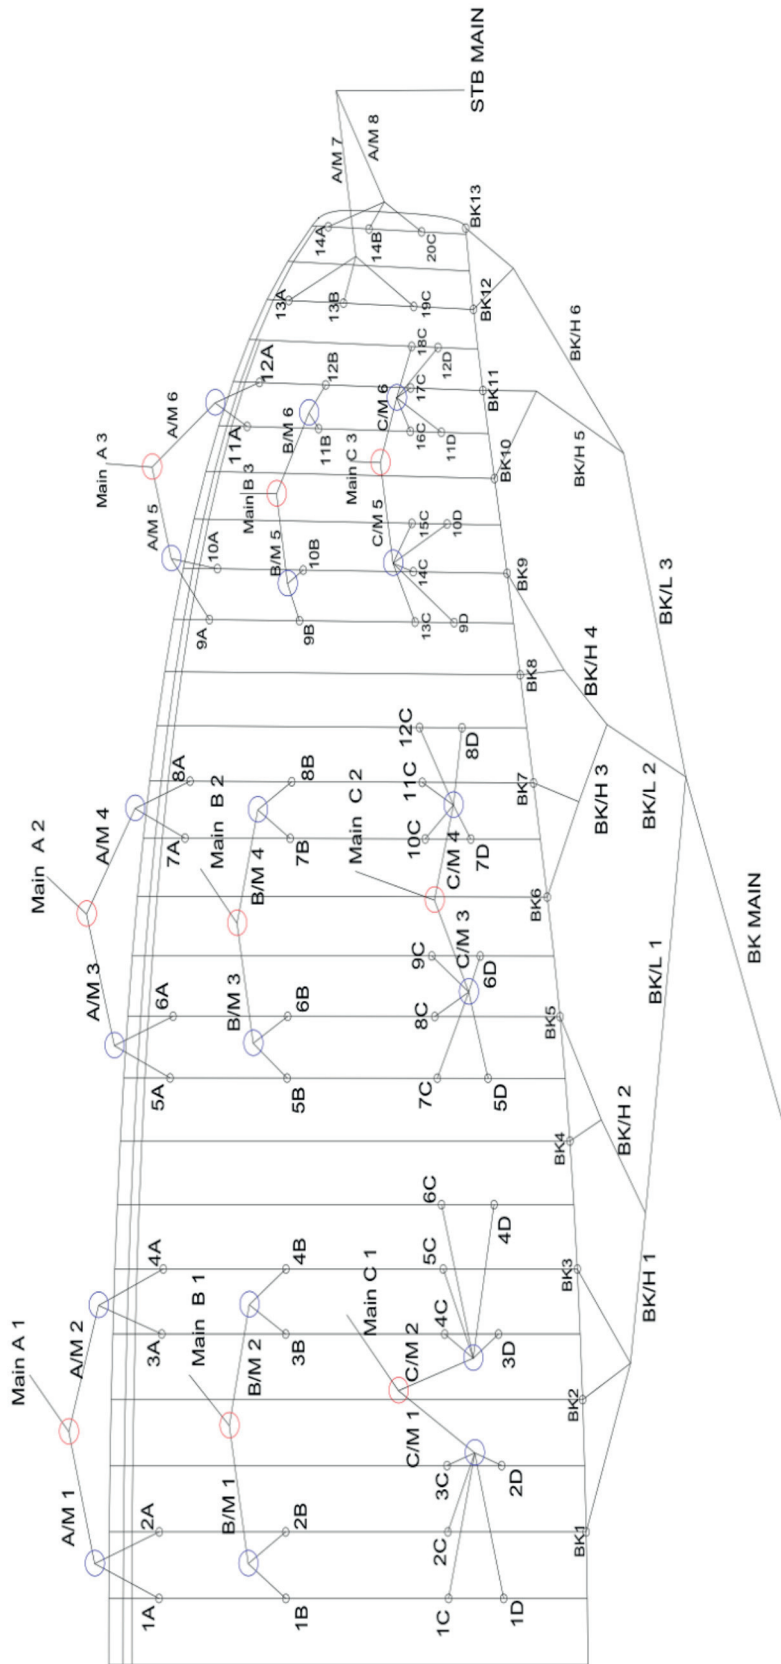 STB MAIN
A/M 7
A/M 8
14A
14B
20C
BK13
13A
13B
19C
BK12
BK/H 6
Main A 3
A/M 6
12A
12B
18C
12D
17C
BK11
11A
B/M 6
11B
C/M 6
16C
11D
BK10
BK/H 5
Main B 3
Main C 3
A/M 5
10A
B/M 5
10B
C/M 5
15C
10D
14C
BK9
9A
9B
13C
9D
BK8
BK/H 4
BK/L 3
Main A 2
A/M 4
8A
Main B 2
8B
12C
8D
11C
BK7
7A
B/M 4
7B
Main C 2
10C
C/M 4
7D
BK6
BK/H 3
BK/L 2
A/M 3
6A
B/M 3
6B
9C
C/M 3
6D
8C
BK5
5A
5B
7C
5D
BK4
BK/H 2
BK/L 1
BK MAIN
Main A 1
A/M 2
4A
Main B 1
4B
6C
4D
5C
BK3
3A
B/M 2
3B
Main C 1
4C
C/M 2
3D
BK2
BK/H 1
A/M 1
2A
B/M 1
2B
C/M 1
3C
2D
2C
BK1
1A
1B
1C
1D